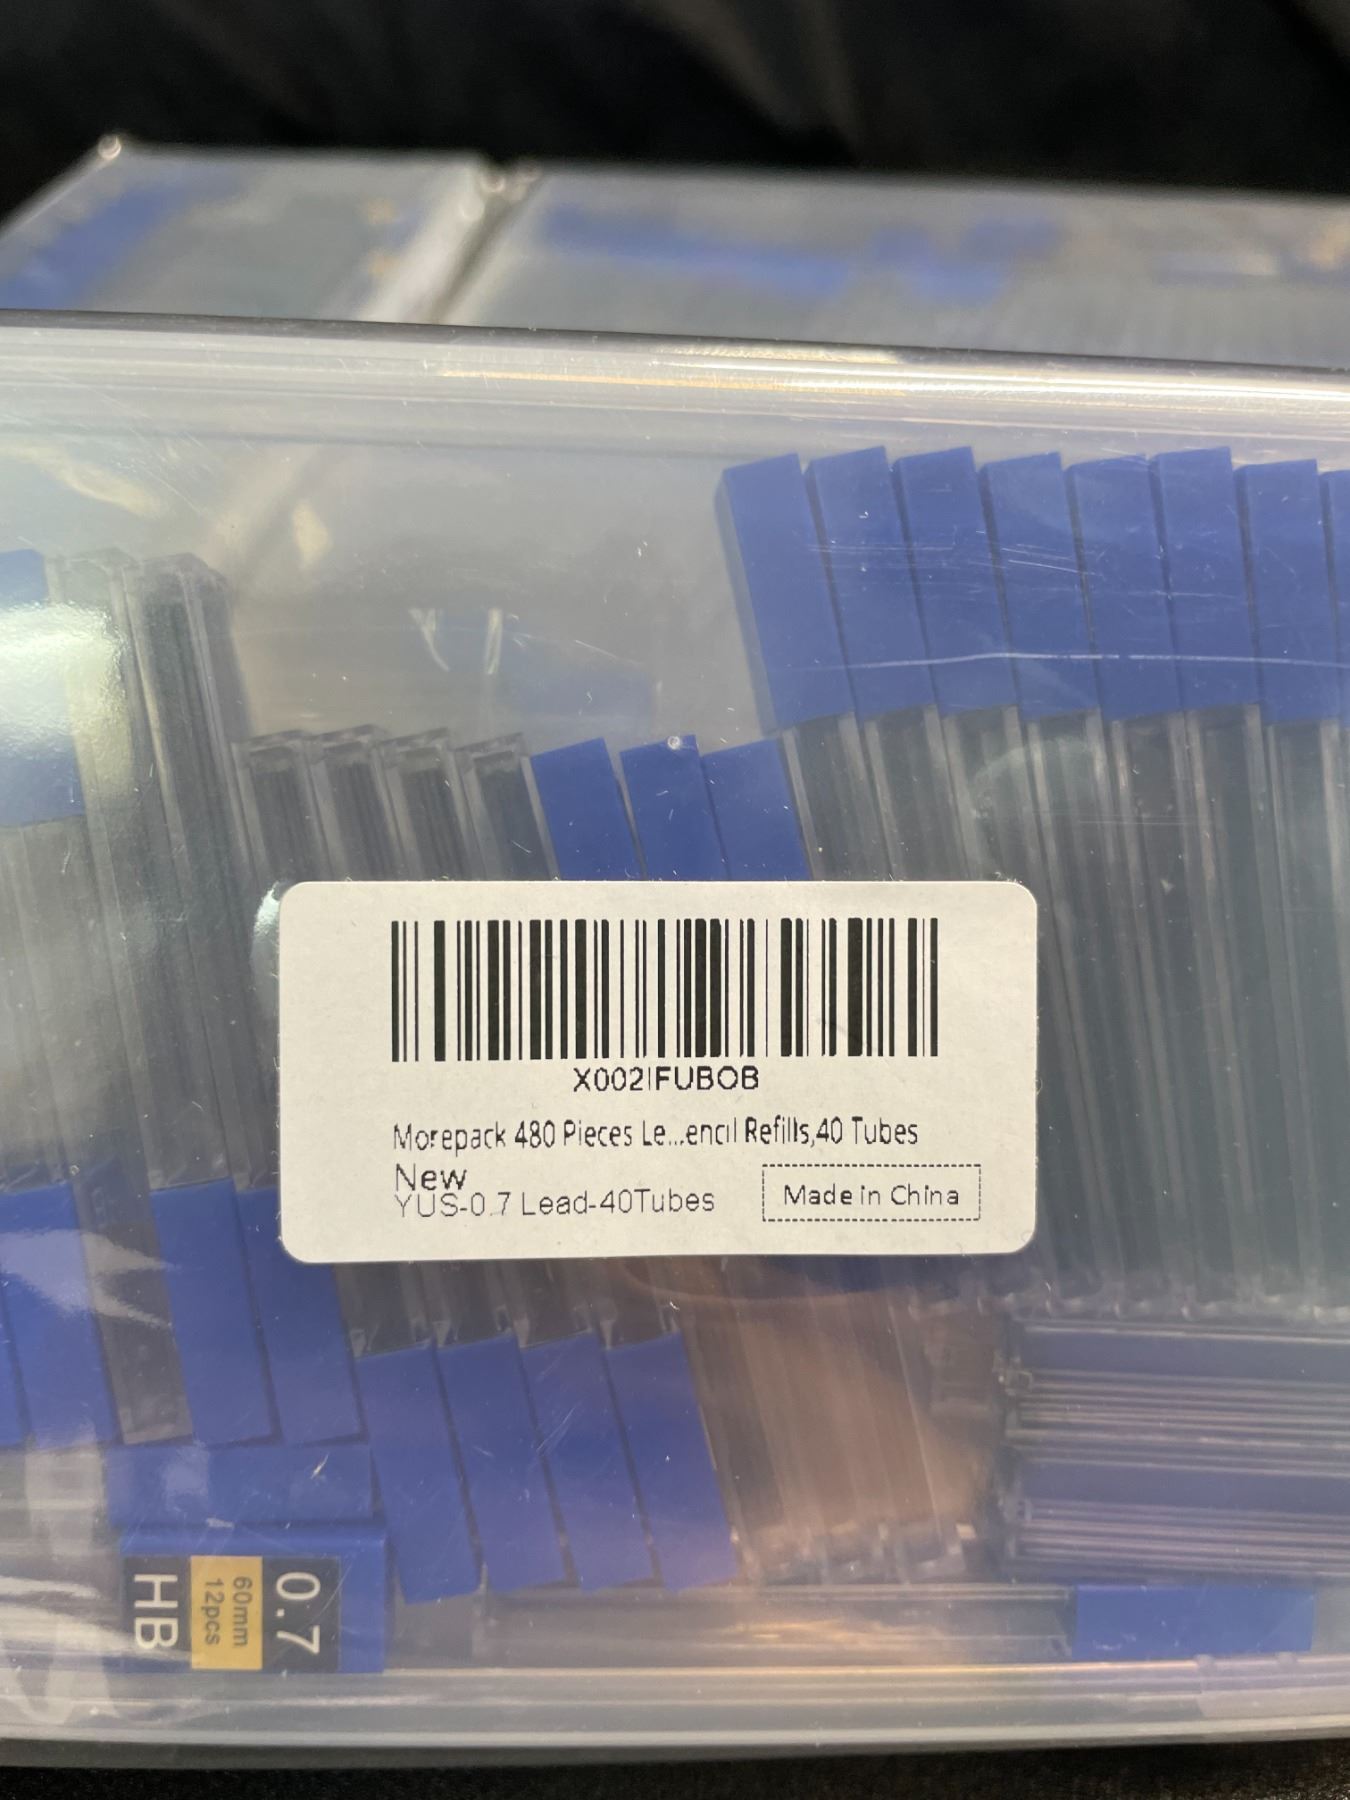 X002IFUBOB
Morepack 480 Pieces Le...encil Refills,40 Tubes
New
YUS-0.7 Lead-40Tubes
Made in China
0.7
60mm
12pcs
HB